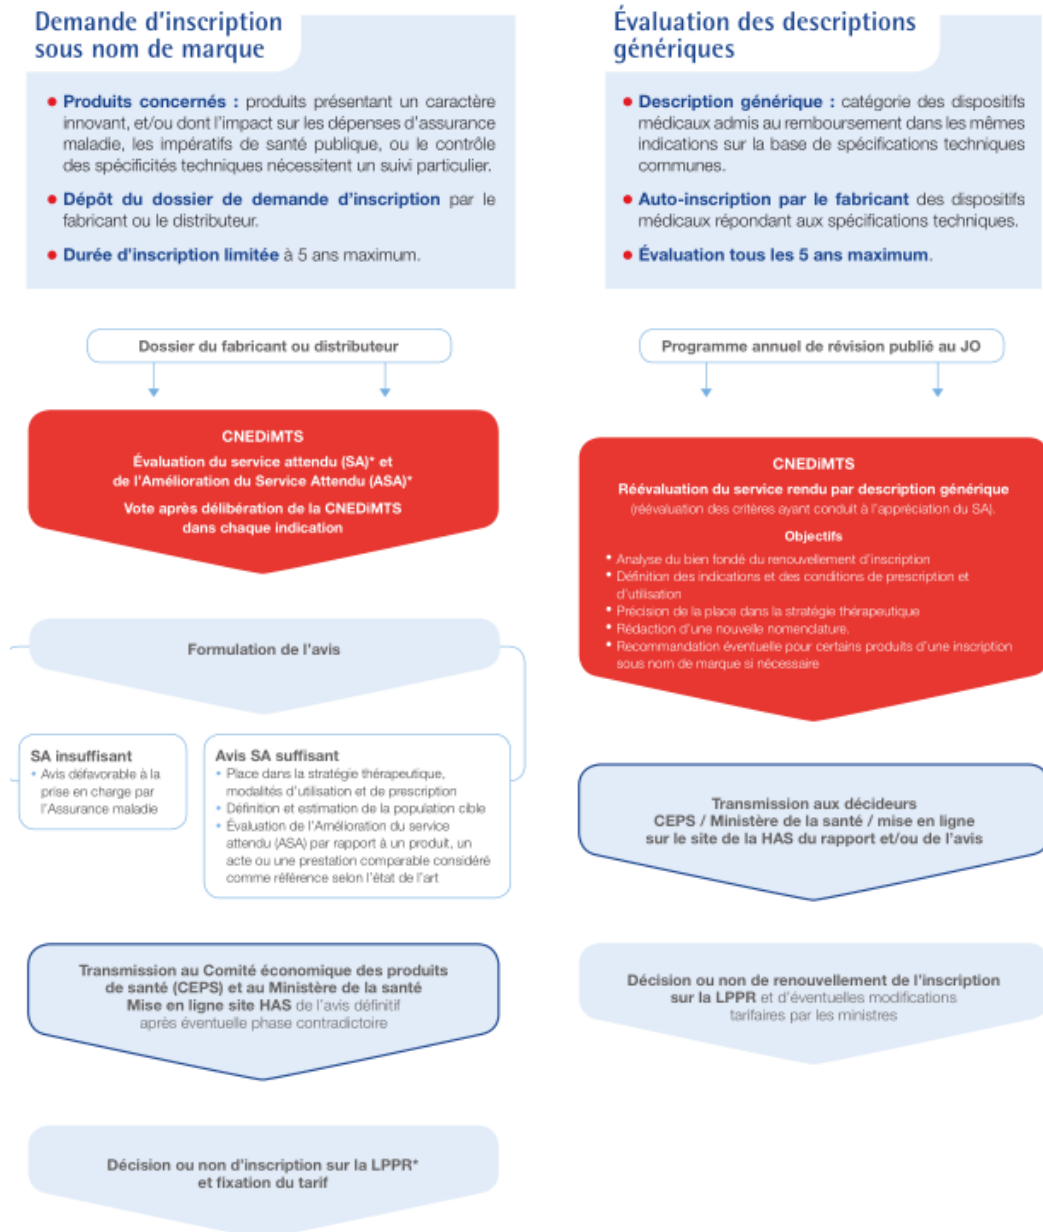 Demande d'inscription
sous nom de marque
• Produits concernés : produits présentant un caractère
innovant, et/ou dont l'impact sur les dépenses d'assurance
maladie, les impératifs de santé publique, ou le contrôle
des spécificités techniques nécessitent un suivi particulier.
• Dépôt du dossier de demande d'inscription par le
fabricant ou le distributeur.
• Durée d'inscription limitée à 5 ans maximum.
Dossier du fabricant ou distributeur
CNEDiMTS
Évaluation du service attendu (SA)* et
de l'Amélioration du Service Attendu (ASA)*
Vote après délibération de la CNEDiMTS
dans chaque indication
Formulation de l'avis
SA insuffisant
• Avis défavorable à la
prise en charge par
l'Assurance maladie
Avis SA suffisant
• Place dans la stratégie thérapeutique,
modalités d'utilisation et de prescription
• Définition et estimation de la population cible
• Évaluation de l'Amélioration du service
attendu (ASA) par rapport à un produit, un
acte ou une prestation comparable considéré
comme référence selon l'état de l'art
Transmission au Comité économique des produits
de santé (CEPS) et au Ministère de la santé
Mise en ligne site HAS de l'avis définitif
après éventuelle phase contradictoire
Décision ou non d'inscription sur la LPPR*
et fixation du tarif
Évaluation des descriptions
génériques
• Description générique : catégorie des dispositifs
médicaux admis au remboursement dans les mêmes
indications sur la base de spécifications techniques
communes.
• Auto-inscription par le fabricant des dispositifs
médicaux répondant aux spécifications techniques.
• Évaluation tous les 5 ans maximum.
Programme annuel de révision publié au JO
CNEDiMTS
Réévaluation du service rendu par description générique
(réévaluation des critères ayant conduit à l'appréciation du SA).
Objectifs
• Analyse du bien fondé du renouvellement d'inscription
• Définition des indications et des conditions de prescription et
d'utilisation
• Précision de la place dans la stratégie thérapeutique
• Rédaction d'une nouvelle nomenclature.
• Recommandation éventuelle pour certains produits d'une inscription
sous nom de marque si nécessaire
Transmission aux décideurs
CEPS / Ministère de la santé / mise en ligne
sur le site de la HAS du rapport et/ou de l'avis
Décision ou non de renouvellement de l'inscription
sur la LPPR et d'éventuelles modifications
tarifaires par les ministres